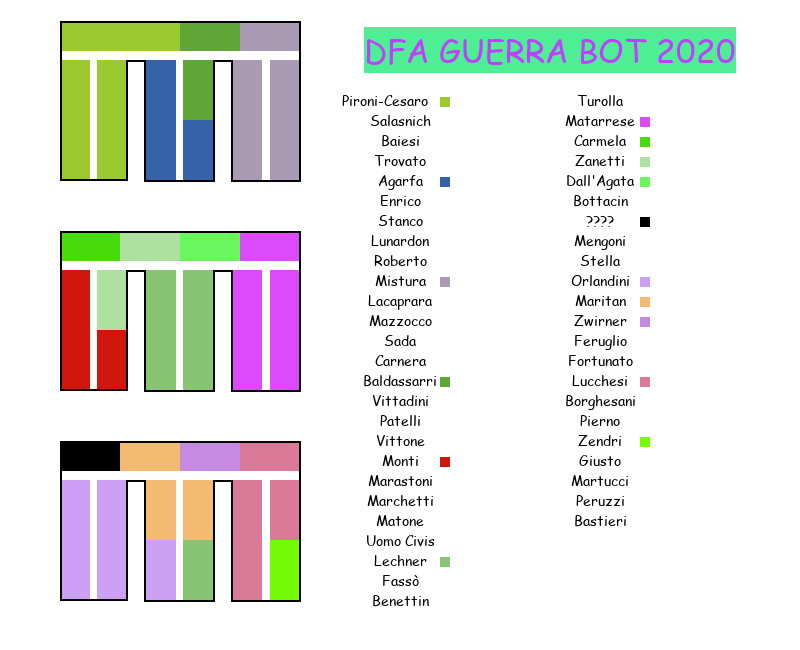 DFA GUERRA BOT 2020
Pironi-Cesaro
Salasnich
Baiesi
Trovato
Agarfa
Enrico
Stanco
Lunardon
Roberto
Mistura
Lacaprara
Mazzocco
Sada
Carnera
Baldassarri
Vittadini
Patelli
Vittone
Monti
Marastoni
Marchetti
Matone
Uomo Civis
Lechner
Fassò
Benettin
Turolla
Matarrese
Carmela
Zanetti
Dall'Agata
Bottacin
????
Mengoni
Stella
Orlandini
Maritan
Zwirner
Feruglio
Fortunato
Lucchesi
Borghesani
Pierno
Zendri
Giusto
Martucci
Peruzzi
Bastieri